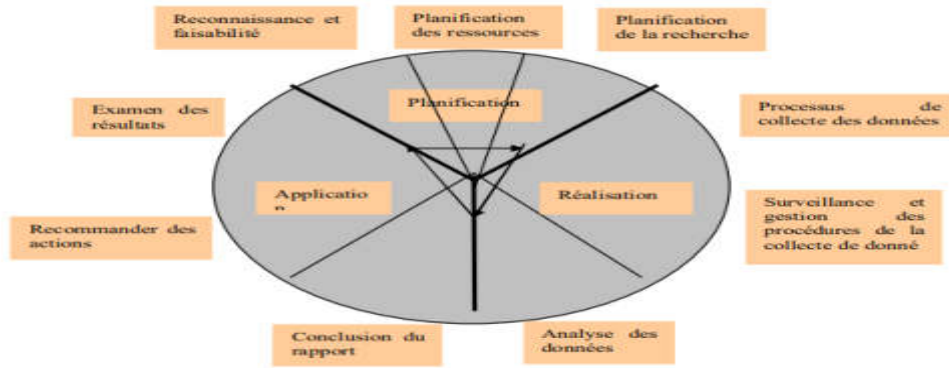 Reconnaissance et
faisabilité
Planification
des ressources
Planification
de la recherche
Planification
Examen des
résultats
Processus de
collecte des données
Applicatio
n
Réalisation
Recommander des
actions
Surveillance et
gestion des
procédures de la
collecte de donné
Conclusion du
rapport
Analyse des
données